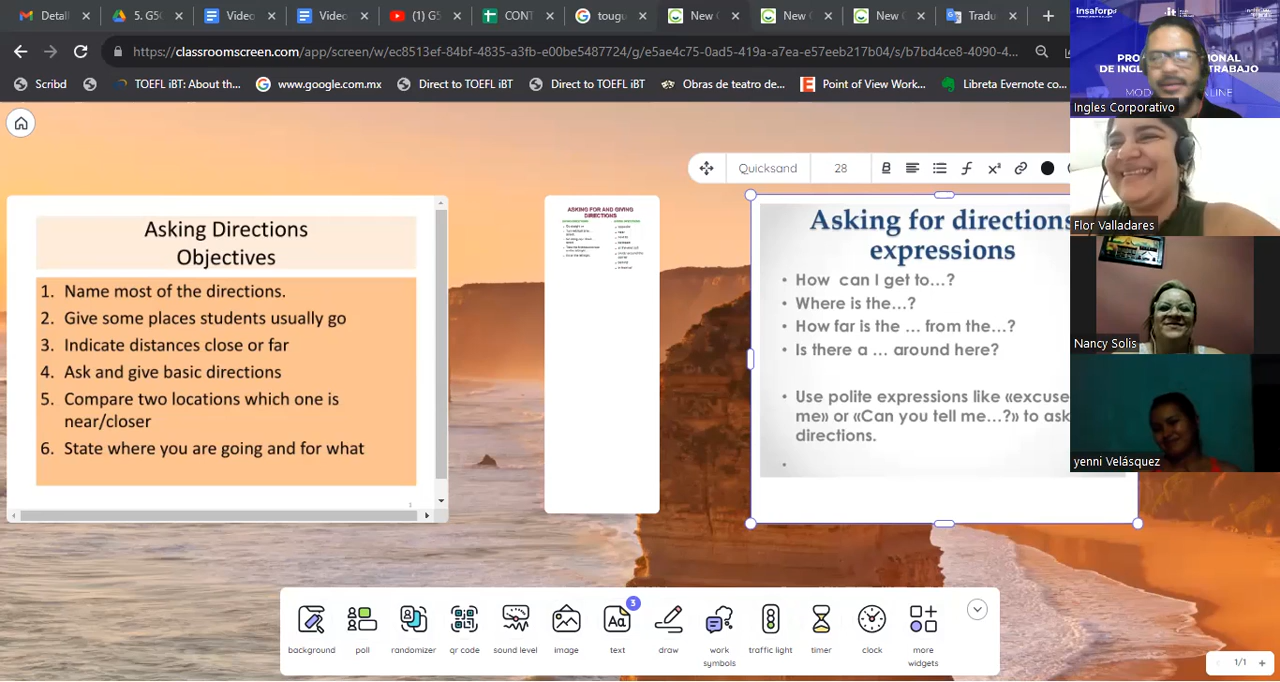 Detall
5. G5C
Video
Video
(1) G5
CONT
toug
New C
New C
New C
Tradu
https://classroomscreen.com/app/screen/w/ec8513ef-84bf-4835-a3fb-e00be5487724/g/e5ae4c75-0ad5-419a-a7ea-e57eeb217b04/s/b7bd4ce8-4090-4...
Scribd
TOEFL iBT: About th...
www.google.com.mx
Direct to TOEFL iBT
Direct to TOEFL iBT
Obras de teatro de...
Point of View Work...
Libreta Evernote co...
Insaforp
Ingles Corporativo
Flor Valladares
Nancy Solis
yenni Velásquez
Asking Directions
Objectives
1. Name most of the directions.
2. Give some places students usually go
3. Indicate distances close or far
4. Ask and give basic directions
5. Compare two locations which one is
near/closer
6. State where you are going and for what
ASKING FOR AND GIVING
DIRECTIONS
Quicksand
28
Asking for directions
expressions
• How can I get to...?
• Where is the...?
• How far is the ... from the...?
• Is there a ... around here?
• Use polite expressions like «excuse
me» or «Can you tell me...?» to ask
directions.
•
background
poll
randomizer
qr code
sound level
image
3
text
draw
work
symbols
traffic light
timer
clock
more
widgets
1/1